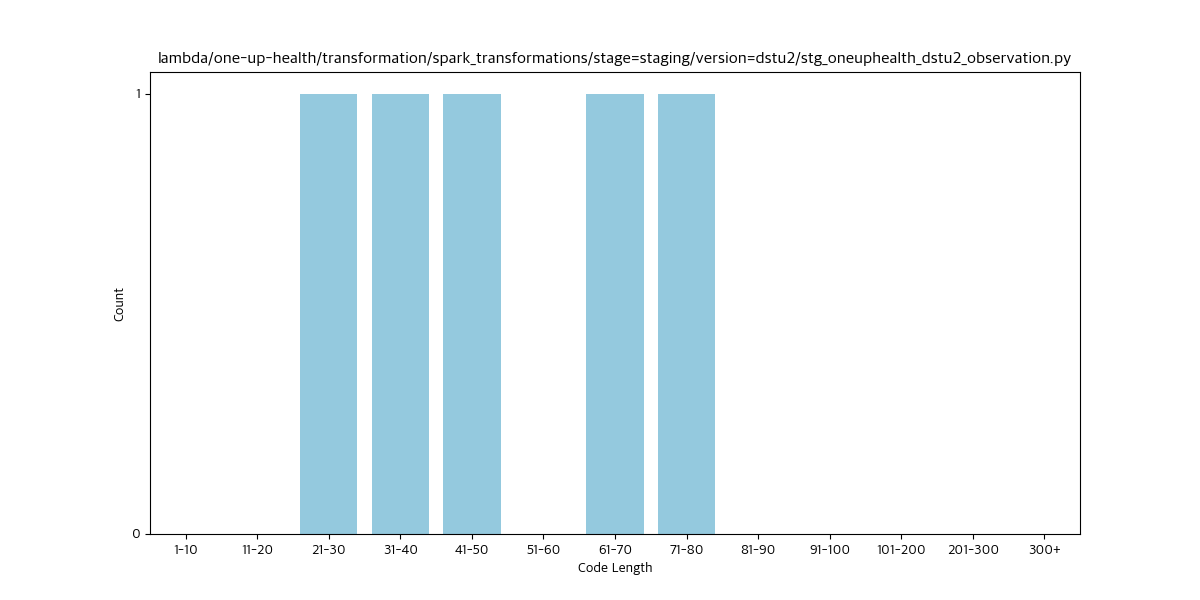 lambda/one-up-health/transformation/spark_transformations/stage=staging/version=dstu2/stg_oneuphealth_dstu2_observation.py
1
Count
0
1-10 11-20 21-30 31-40 41-50 51-60 61-70 71-80 81-90 91-100 101-200 201-300 300+
Code Length